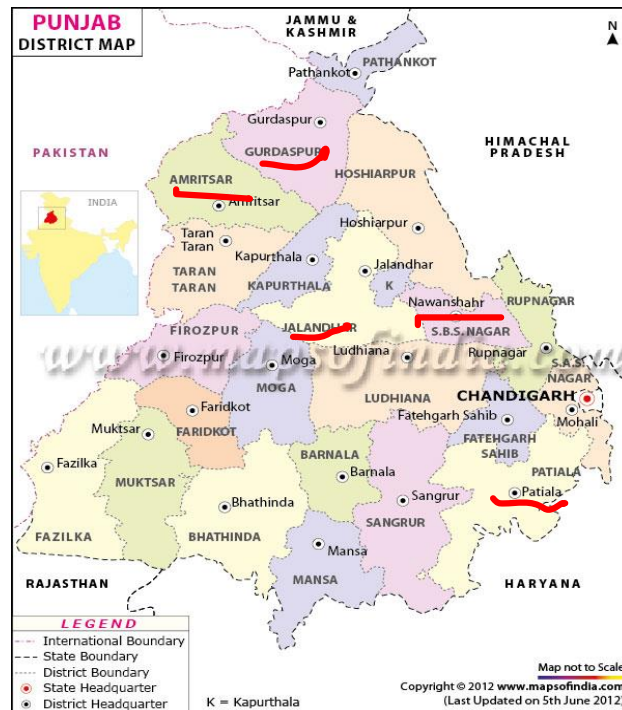 PUNJAB
DISTRICT MAP
JAMMU &
KASHMIR
N
Pathankot
PATHANKOT
Gurdaspur
GURDASPUR
PAKISTAN
HIMACHAL
PRADESH
AMRITSAR
Amritsar
HOSHIARPUR
INDIA
Hoshiarpur
Taran
Taran
Kapurthala
Jalandhar
TARAN
TARAN
KAPURTHALA
K
Nawanshahr
RUPNAGAR
FIROZPUR
JALANDHAR
S.B.S. NAGAR
www.mapsofindia.com
Firozpur
Moga
Ludhiana
Rupnagar
S.A.S.
NAGAR
MOGA
LUDHIANA
CHANDIGARH
Faridkot
Fatehgarh Sahib
Mohali
Muktsar
FARIDKOT
FATEHGARH
SAHIB
BARNALA
Fazilka
Barnala
PATIALA
MUKTSAR
Bhathinda
Sangrur
Patiala
FAZILKA
BHATHINDA
SANGRUR
Mansa
RAJASTHAN
MANSA
HARYANA
LEGEND
International Boundary
State Boundary
District Boundary
State Headquarter
District Headquarter
K = Kapurthala
Map not to Scale
Copyright © 2012 www.mapsofindia.com
(Last Updated on 5th June 2012)